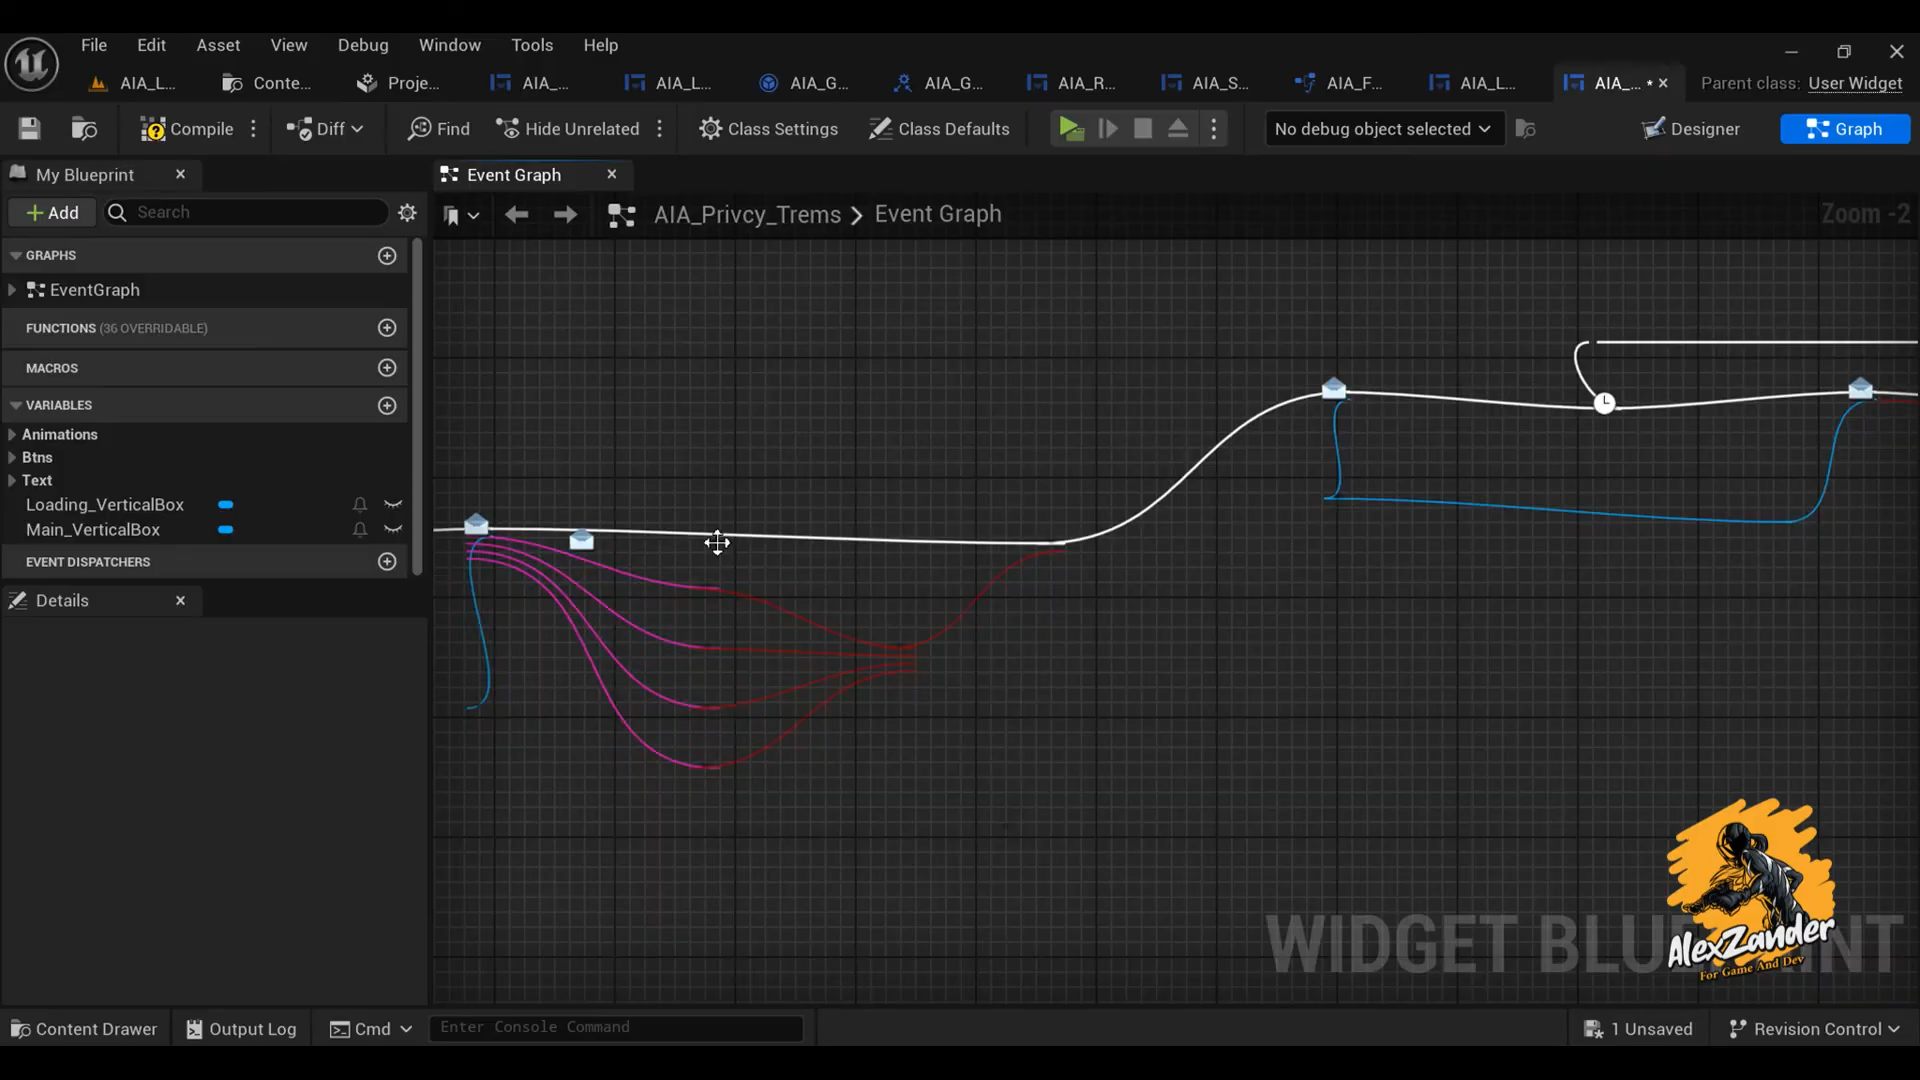 File Edit Asset View Debug Window Tools Help
AIA_L... Conte... Proje... AIA_... AIA_L... AIA_G... AIA_G... AIA_R... AIA_S... AIA_F... AIA_L... AIA_... * Parent class: User Widget
Compile Diff Find Hide Unrelated Class Settings Class Defaults No debug object selected Designer Graph
My Blueprint
Event Graph
Add Search
AIA_Privcy_Trems > Event Graph
Zoom -2
GRAPHS
EventGraph
FUNCTIONS (36 OVERRIDABLE)
MACROS
VARIABLES
Animations
Btns
Text
Loading_VerticalBox
Main_VerticalBox
EVENT DISPATCHERS
Details
WIDGET BLU NT
AlexZander
For Game And Dev
Content Drawer Output Log Cmd Enter Console Command 1 Unsaved Revision Control